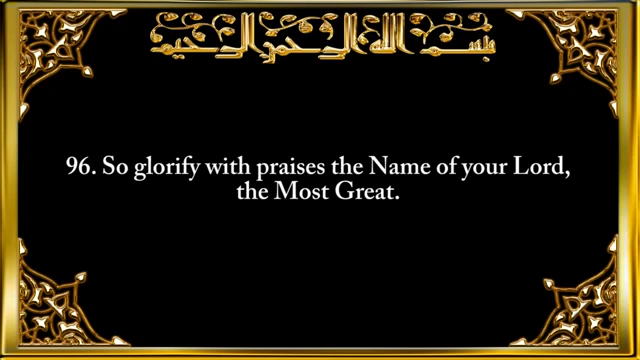 بسم الله الرحمن الرحيم
96. So glorify with praises the Name of your Lord,
the Most Great.